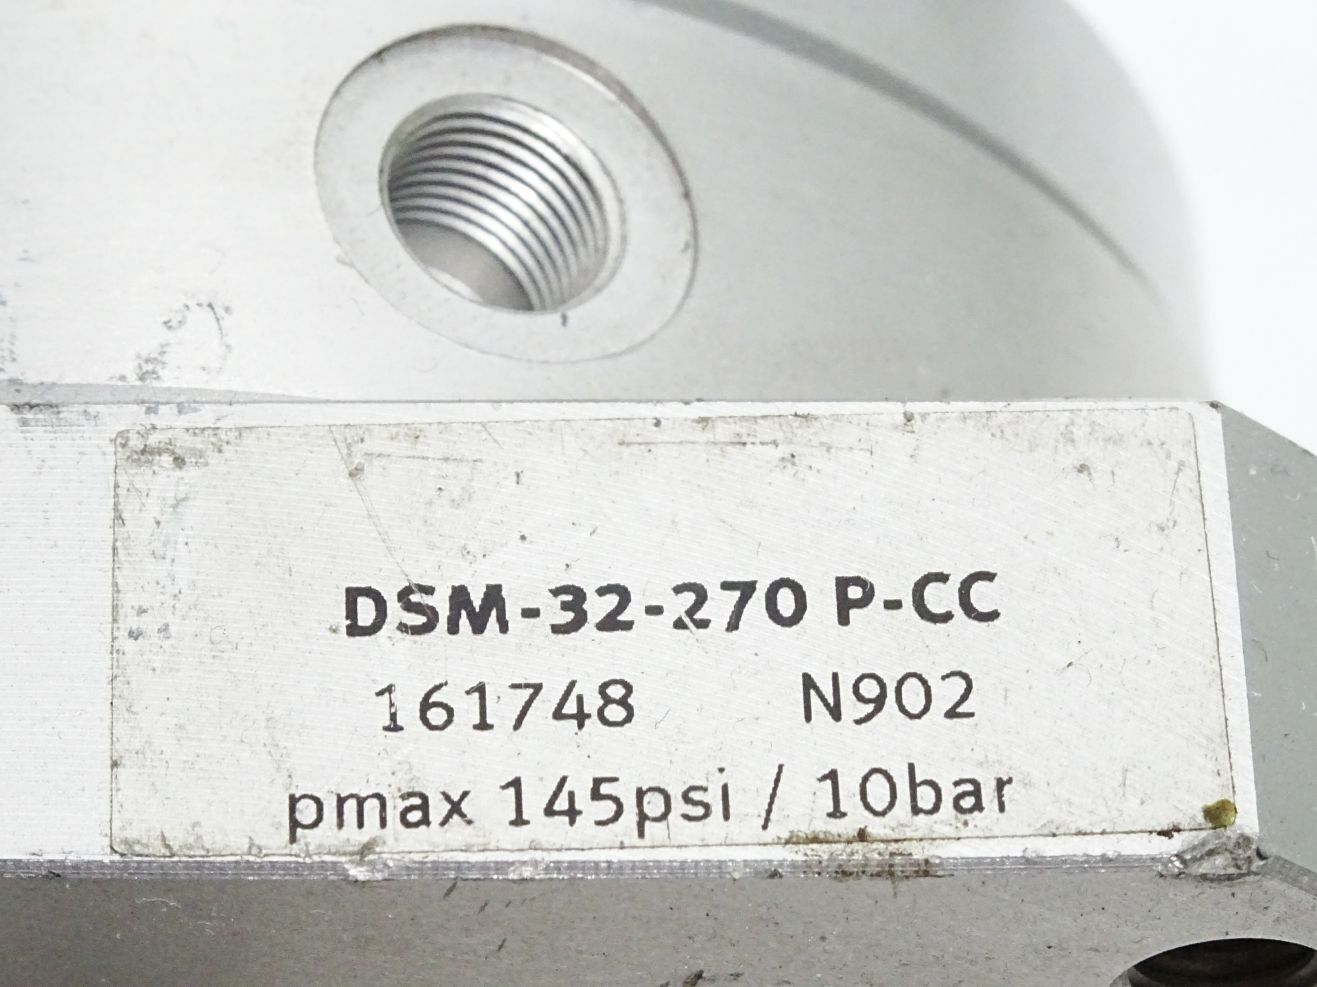 DSM-32-270 P-CC
161748 N902
pmax 145psi / 10bar